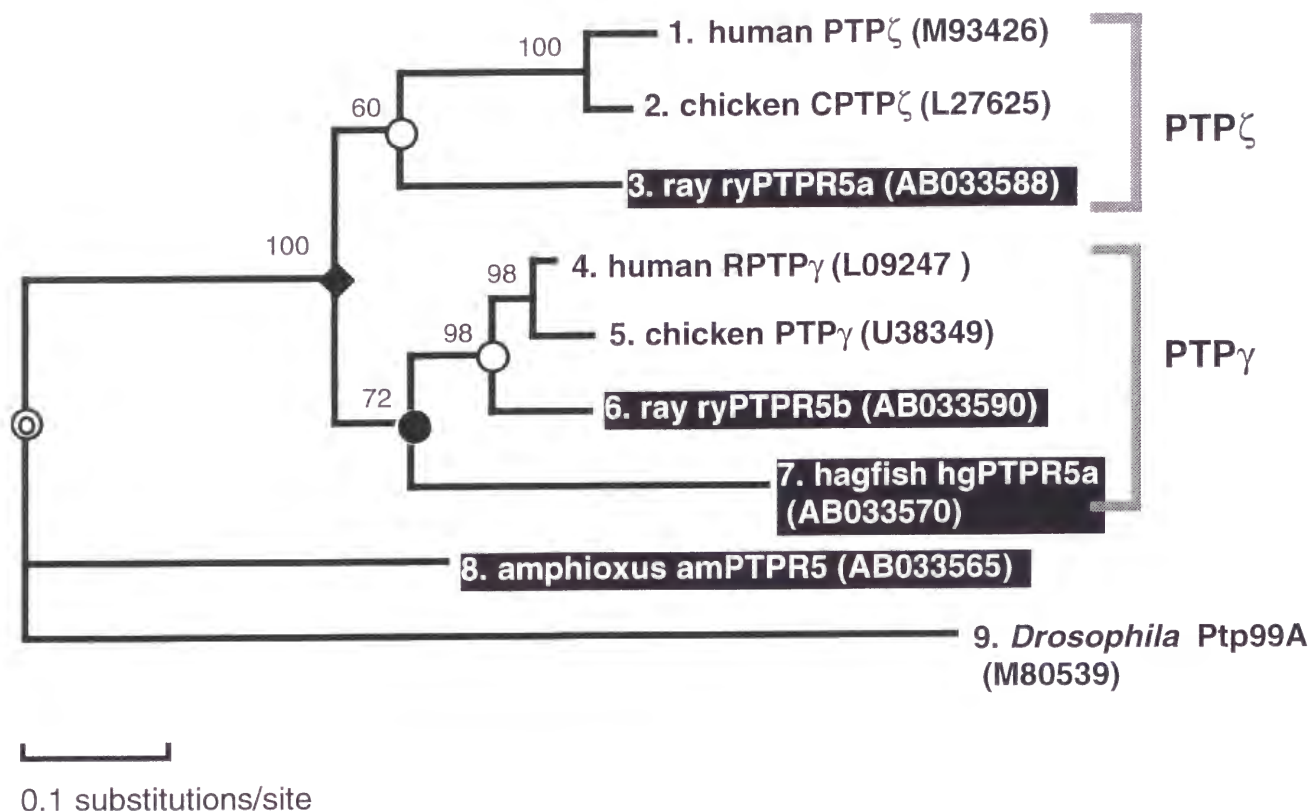 1. human PTPζ (M93426)
100
2. chicken CPTPζ (L27625)
60
PTPζ
3. ray ryPTPR5a (AB033588)
100
4. human RPTPγ (L09247 )
98
5. chicken PTPγ (U38349)
98
PTPγ
72
6. ray ryPTPR5b (AB033590)
7. hagfish hgPTPR5a
(AB033570)
8. amphioxus amPTPR5 (AB033565)
9. Drosophila Ptp99A
(M80539)
0.1 substitutions/site